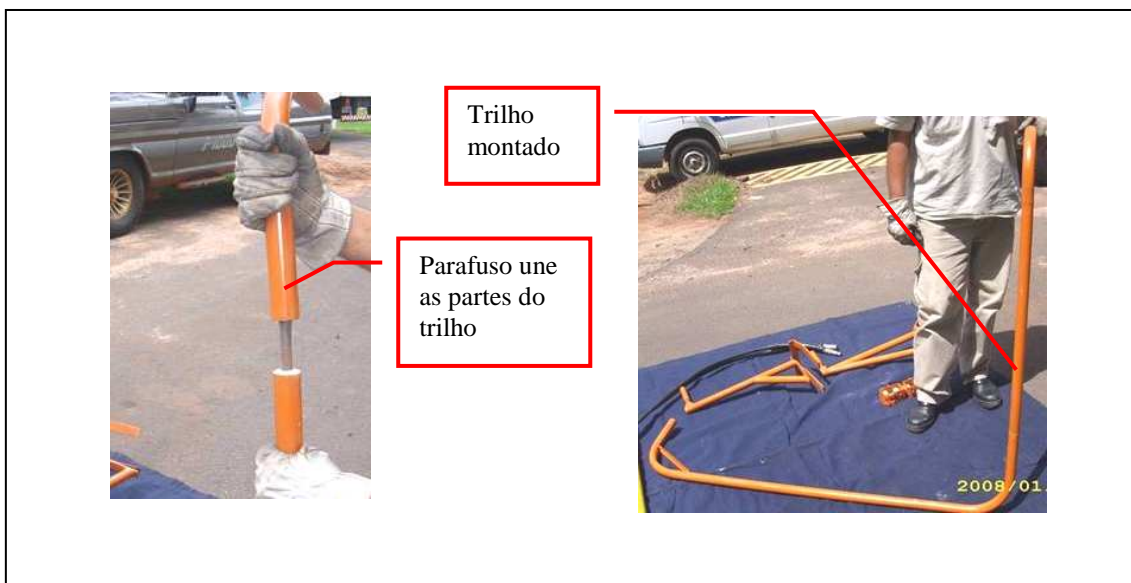 Trilho
montado
Parafuso une
as partes do
trilho
2008/01.